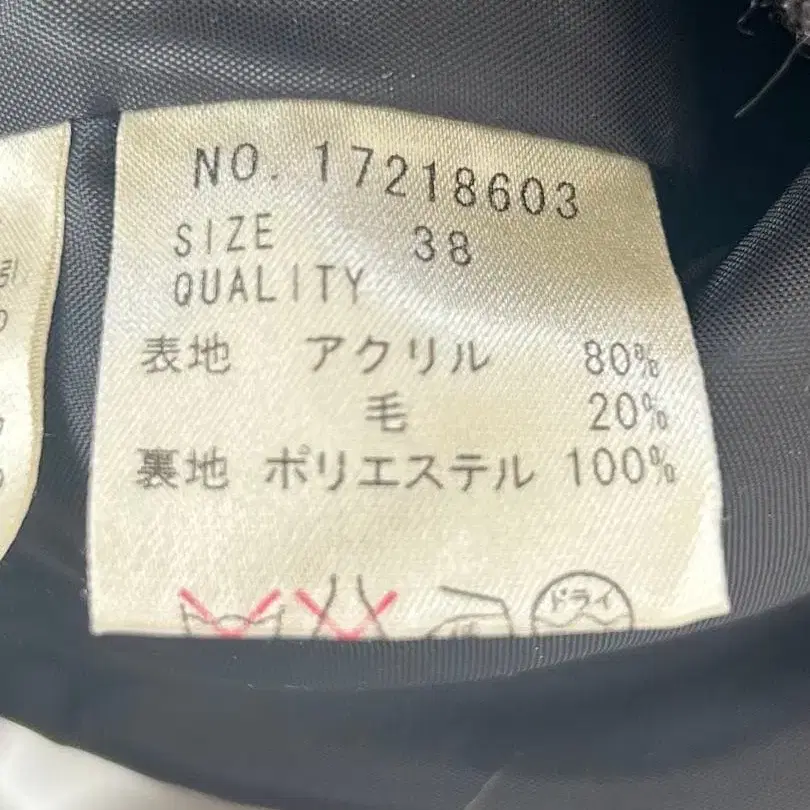 NO. 17218603
SIZE 38
QUALITY
表地 アクリル 80%
毛 20%
裏地 ポリエステル 100%
ドライ